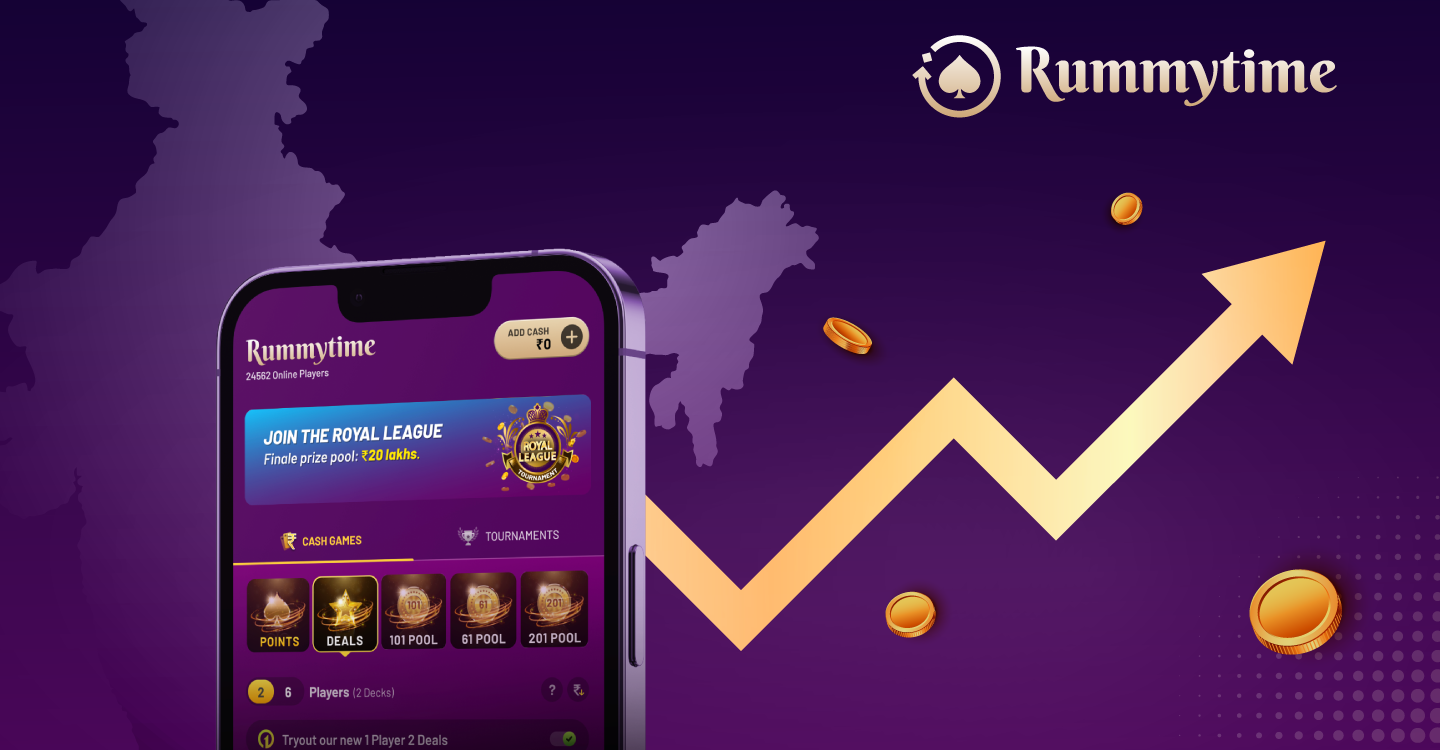 Rummytime
Rummytime
24562 Online Players
ADD CASH
₹0
JOIN THE ROYAL LEAGUE
Finale prize pool: ₹20 lakhs.
ROYAL
LEAGUE
TOURNAMENT
CASH GAMES
TOURNAMENTS
101
61
201
POINTS
DEALS
101 POOL
61 POOL
201 POOL
2 6 Players (2 Decks)
?
₹
Tryout our new 1 Player 2 Deals